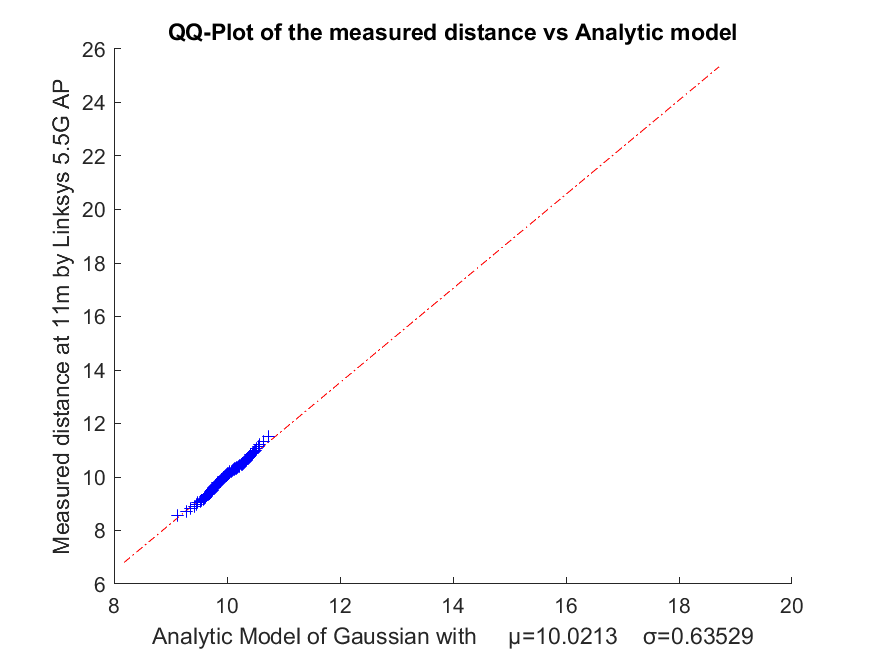 QQ-Plot of the measured distance vs Analytic model
Measured distance at 11m by Linksys 5.5G AP
26
24
22
20
18
16
14
12
10
8
6
8 10 12 14 16 18 20
Analytic Model of Gaussian with μ=10.0213 σ=0.63529